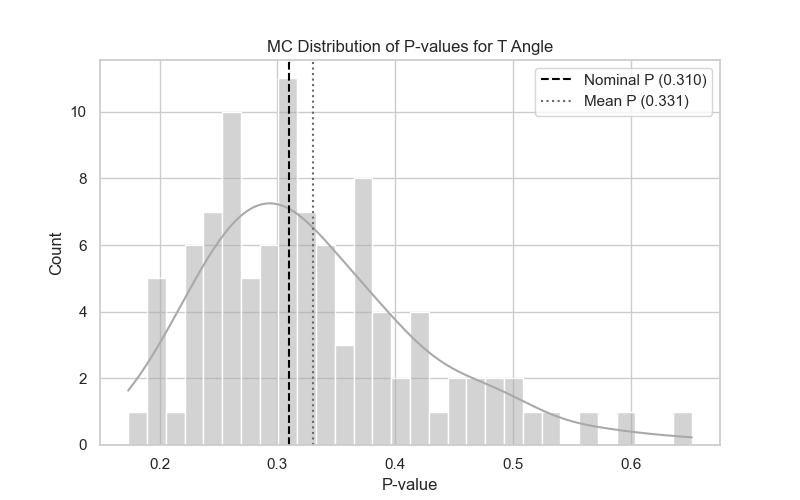 MC Distribution of P-values for T Angle
Nominal P (0.310)
Mean P (0.331)
Count
10
8
6
4
2
0
0.2 0.3 0.4 0.5 0.6
P-value